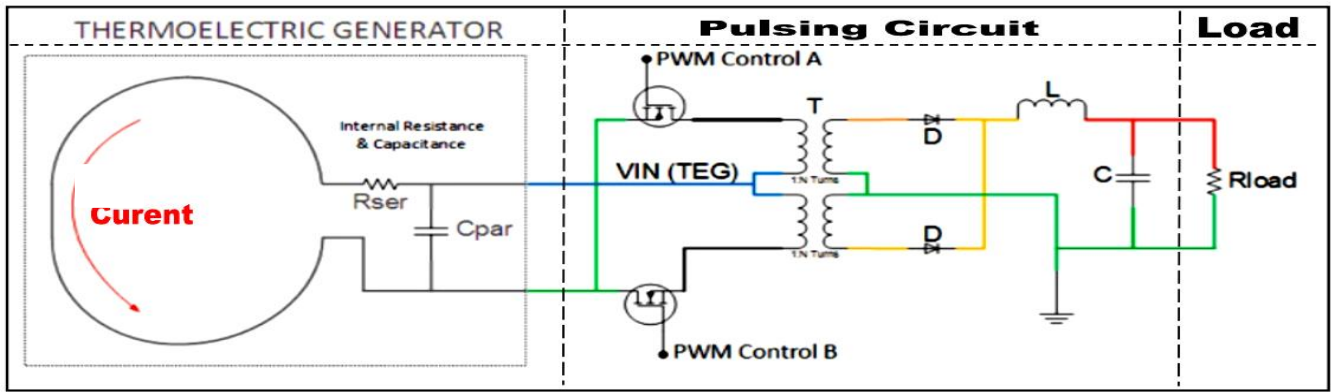 THERMOELECTRIC GENERATOR
Pulsing Circuit
Load
PWM Control A
Internal Resistance
& Capacitance
Rser
Cpar
Curent
VIN (TEG)
T
1:N Turns
1:N Turns
D
D
L
C
Rload
PWM Control B